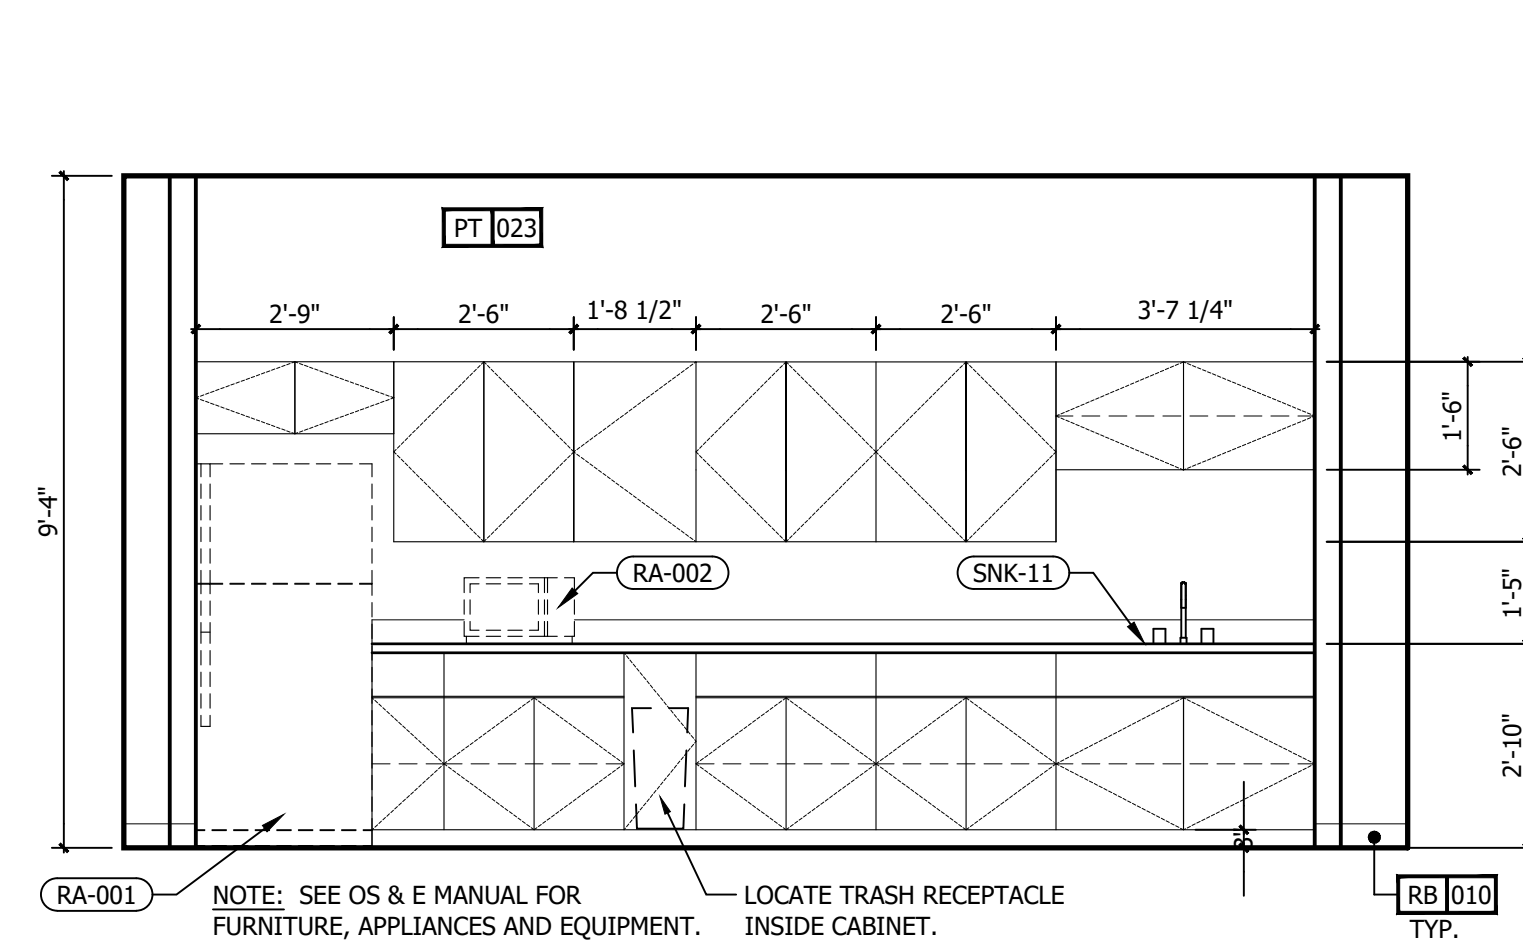 PT 023
2'-9"
2'-6"
1'-8 1/2"
2'-6"
2'-6"
3'-7 1/4"
1'-6"
2'-6"
9'-4"
RA-002
SNK-11
1'-5"
2'-10"
3"
RA-001
NOTE: SEE OS & E MANUAL FOR
FURNITURE, APPLIANCES AND EQUIPMENT.
LOCATE TRASH RECEPTACLE
INSIDE CABINET.
RB 010
TYP.